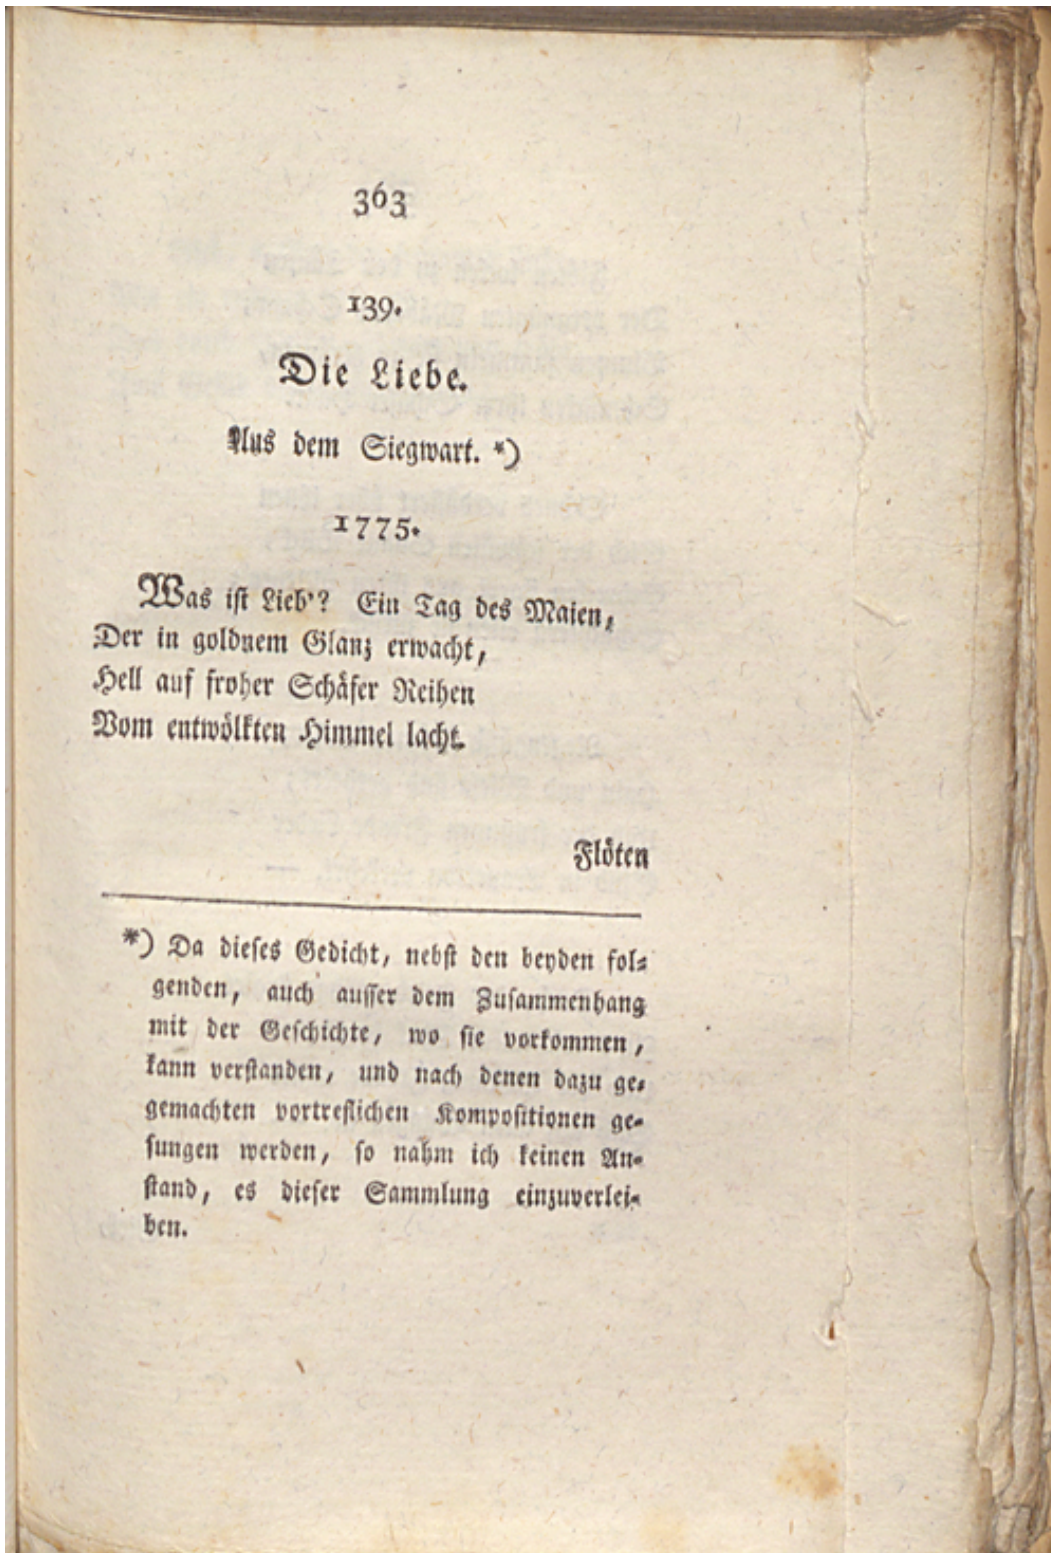 363
139.
Die Liebe.
Aus dem Siegwart. *)
1775.
Was ist Lieb'? Ein Tag des Maien,
Der in goldnem Glanz erwacht,
Hell auf froher Schäfer Reihen
Vom entwölkten Himmel lacht.
Flöten
*) Da dieses Gedicht, nebst den beyden fol-
genden, auch ausser dem Zusammenhang
mit der Geschichte, wo sie vorkommen,
kann verstanden, und nach denen dazu ge-
gemachten vortreflichen Kompositionen ge-
sungen werden, so nahm ich keinen An-
stand, es dieser Sammlung einzuverlei-
ben.